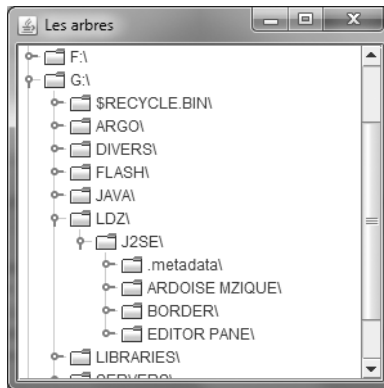 Les arbres
F:\
G:\
$RECYCLE.BIN\
ARGO\
DIVERS\
FLASH\
JAVA\
LDZ\
J2SE\
.metadata\
ARDOISE MZIQUE\
BORDER\
EDITOR PANE\
LIBRARIES\